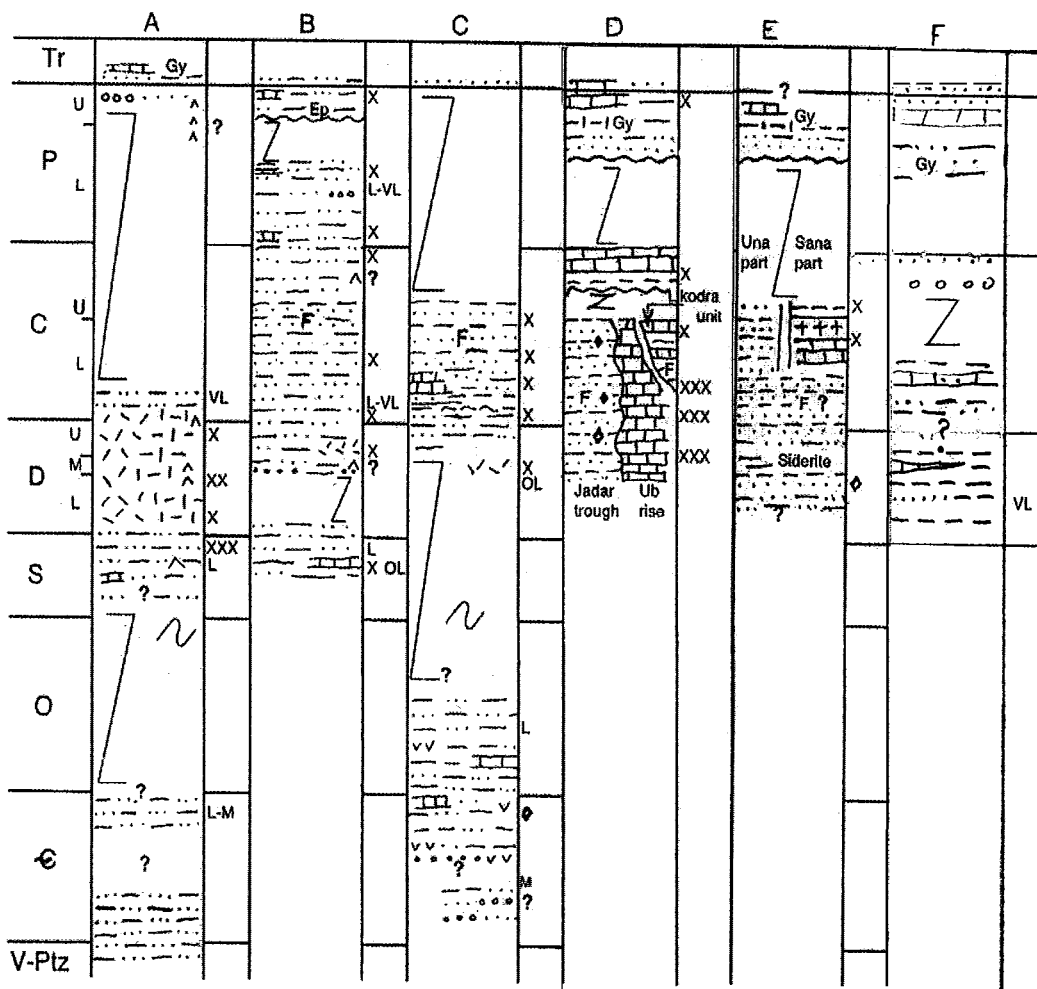 A B C D E F
Tr
Gy
?
U
X
X
P
?
Ep
Gy
Gy
L
X
L-VL
X
Gy
C
U
L
X
?
F
X
L-VL
X
F
X
X
X
X
X
kodra
unit
X
F
XXX
F
XXX
XXX
Una
part
Sana
part
X
X
F ?
VL
D
U
M
L
X
XX
X
X
?
X
OL
Jadar
trough
Ub
rise
Siderite
?
?
VL
S
XXX
L
?
L
X OL
O
?
?
L
Ꞓ
L-M
?
?
M
?
V-Ptz